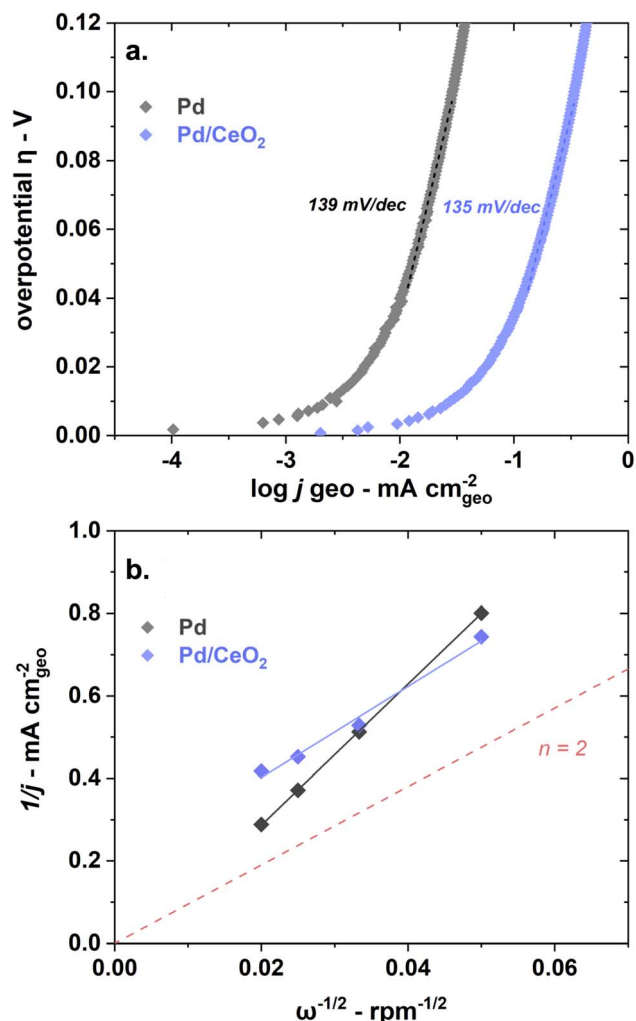 a.
0.12
0.10
0.08
0.06
0.04
0.02
0.00
overpotential η - V
Pd
Pd/CeO₂
139 mV/dec
135 mV/dec
-4
-3
-2
-1
0
log j geo - mA cm⁻²geo
b.
1.0
0.8
0.6
0.4
0.2
0.0
1/j - mA cm⁻²geo
Pd
Pd/CeO₂
n = 2
0.00
0.02
0.04
0.06
ω⁻¹/² - rpm⁻¹/²